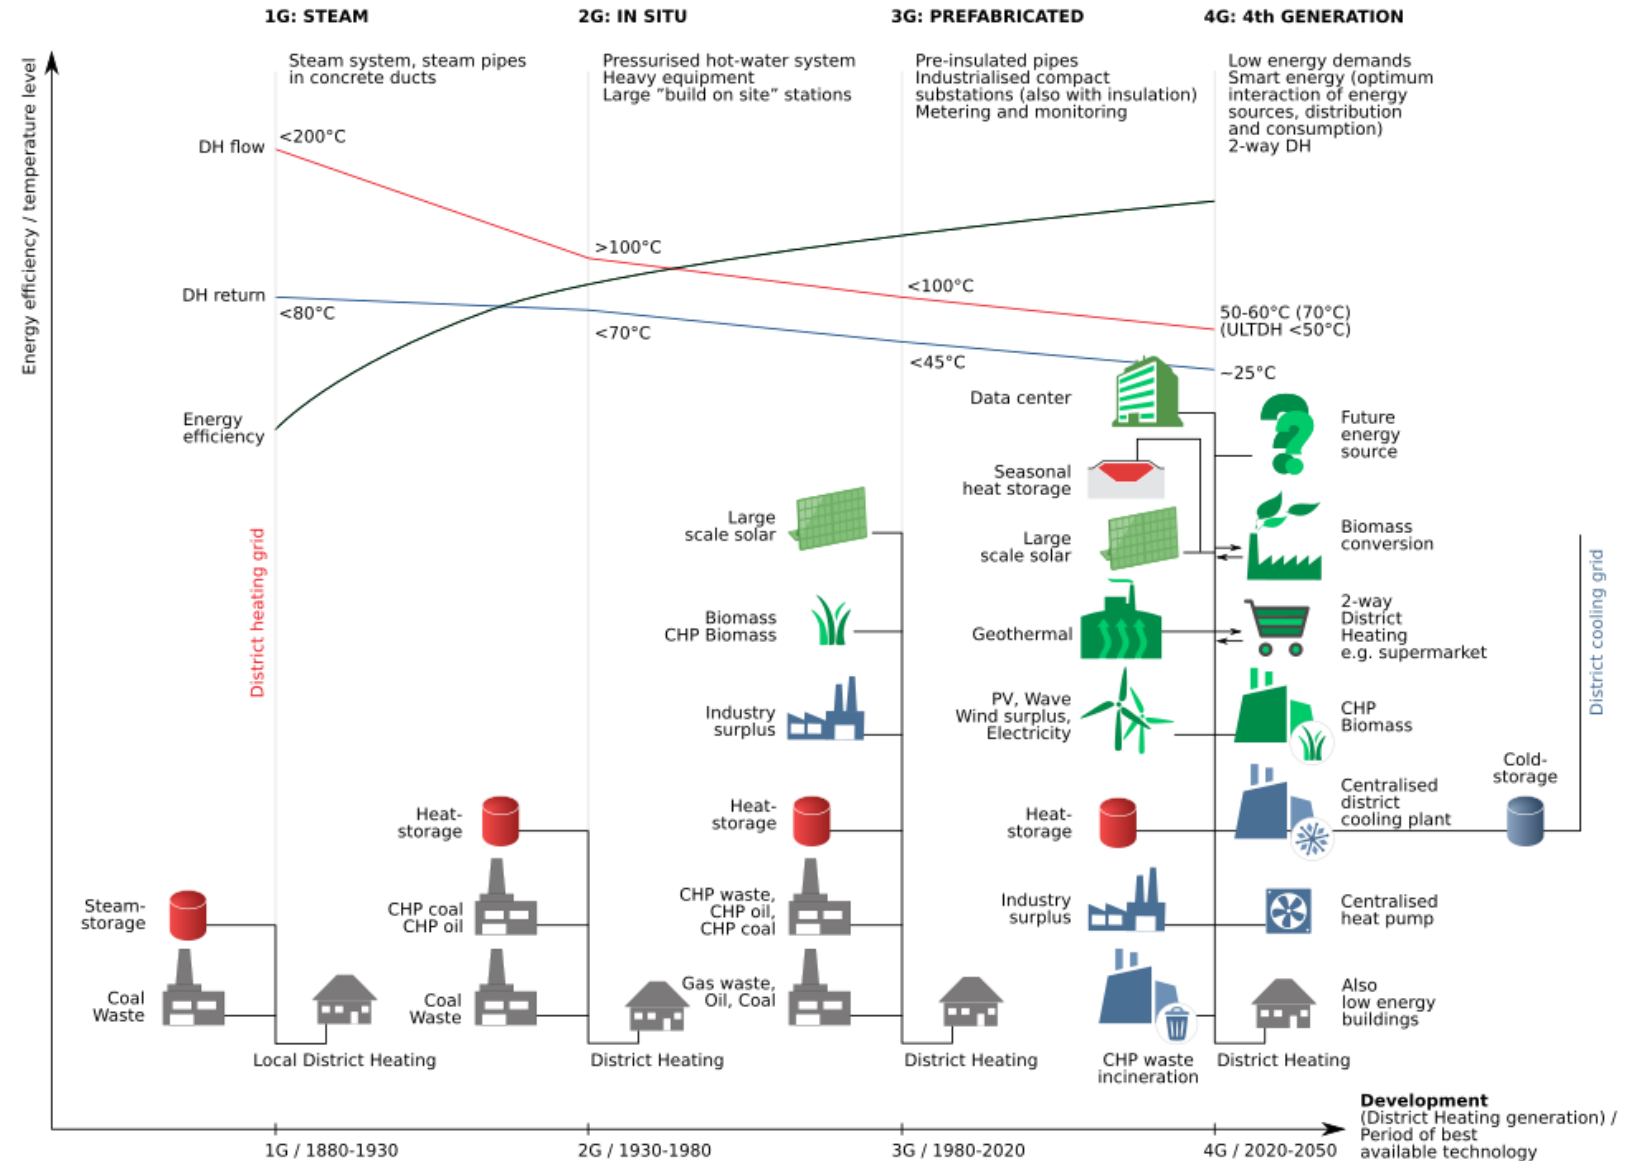 1G: STEAM
2G: IN SITU
3G: PREFABRICATED
4G: 4th GENERATION
Steam system, steam pipes
in concrete ducts
Pressurised hot-water system
Heavy equipment
Large ”build on site” stations
Pre-insulated pipes
Industrialised compact
substations (also with insulation)
Metering and monitoring
Low energy demands
Smart energy (optimum
interaction of energy
sources, distribution
and consumption)
2-way DH
Energy efficiency / temperature level
DH flow
<200°C
>100°C
<100°C
50-60°C (70°C)
(ULTDH <50°C)
DH return
<80°C
<70°C
<45°C
~25°C
Energy
efficiency
District heating grid
Steam-
storage
Coal
Waste
Local District Heating
Heat-
storage
CHP coal
CHP oil
Coal
Waste
District Heating
Large
scale solar
Biomass
CHP Biomass
Industry
surplus
Heat-
storage
CHP waste,
CHP oil,
CHP coal
Gas waste,
Oil, Coal
District Heating
Data center
Seasonal
heat storage
Large
scale solar
Geothermal
PV, Wave
Wind surplus,
Electricity
Heat-
storage
Industry
surplus
CHP waste
incineration
Future
energy
source
Biomass
conversion
2-way
District
Heating
e.g. supermarket
CHP
Biomass
Centralised
district
cooling plant
Centralised
heat pump
Also
low energy
buildings
District Heating
Cold-
storage
District cooling grid
Development
(District Heating generation) /
Period of best
available technology
1G / 1880-1930
2G / 1930-1980
3G / 1980-2020
4G / 2020-2050